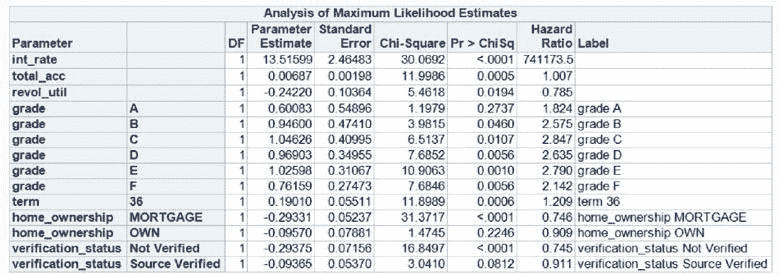 Analysis of Maximum Likelihood Estimates
Parameter DF Parameter Estimate Standard Error Chi-Square Pr > ChiSq Hazard Ratio Label
int_rate 1 13.51599 2.46483 30.0692 <.0001 741173.5
total_acc 1 0.00687 0.00198 11.9986 0.0005 1.007
revol_util 1 -0.24220 0.10364 5.4618 0.0194 0.785
grade A 1 0.60083 0.54896 1.1979 0.2737 1.824 grade A
grade B 1 0.94600 0.47410 3.9815 0.0460 2.575 grade B
grade C 1 1.04626 0.40995 6.5137 0.0107 2.847 grade C
grade D 1 0.96903 0.34955 7.6852 0.0056 2.635 grade D
grade E 1 1.02598 0.31067 10.9063 0.0010 2.790 grade E
grade F 1 0.76159 0.27473 7.6846 0.0056 2.142 grade F
term 36 1 0.19010 0.05511 11.8989 0.0006 1.209 term 36
home_ownership MORTGAGE 1 -0.29331 0.05237 31.3717 <.0001 0.746 home_ownership MORTGAGE
home_ownership OWN 1 -0.09570 0.07881 1.4745 0.2246 0.909 home_ownership OWN
verification_status Not Verified 1 -0.29375 0.07156 16.8497 <.0001 0.745 verification_status Not Verified
verification_status Source Verified 1 -0.09365 0.05370 3.0410 0.0812 0.911 verification_status Source Verified